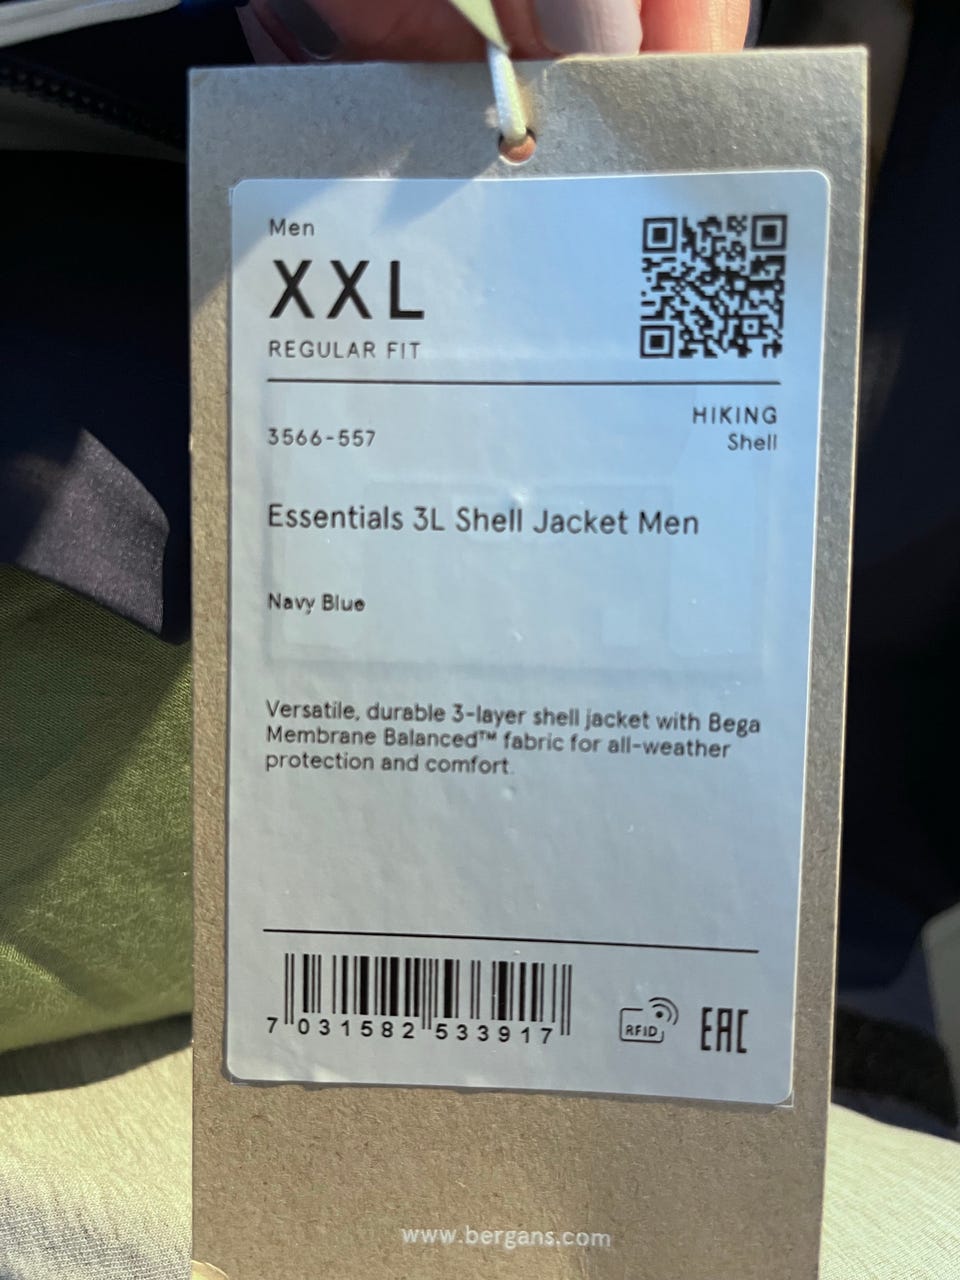 Men
XXL
REGULAR FIT
HIKING
3566-557
Shell
Essentials 3L Shell Jacket Men
Navy Blue
Versatile, durable 3-layer shell jacket with Bega
Membrane Balanced™ fabric for all-weather
protection and comfort.
7 031582 533917
RFID
EAC
www.bergans.com